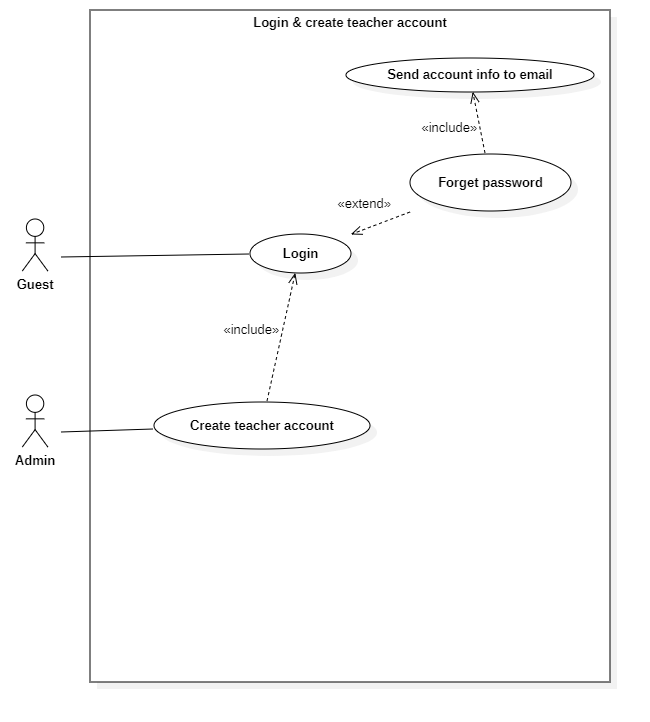 Login & create teacher account
Send account info to email
«include»
Forget password
«extend»
Login
Guest
«include»
Create teacher account
Admin